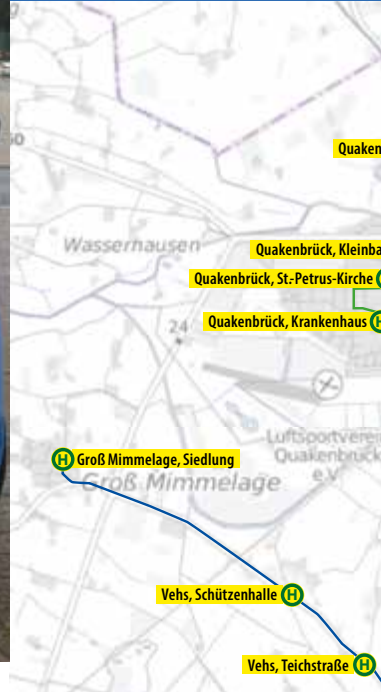 Quaken
Wasserhausen
Quakenbrück, Kleinba
Quakenbrück, St.-Petrus-Kirche H
24
Quakenbrück, Krankenhaus H
Luftsportverein
Quakenbrück
e.V.
H Groß Mimmelage, Siedlung
Groß Mimmelage
Vehs, Schützenhalle H
Vehs, Teichstraße H